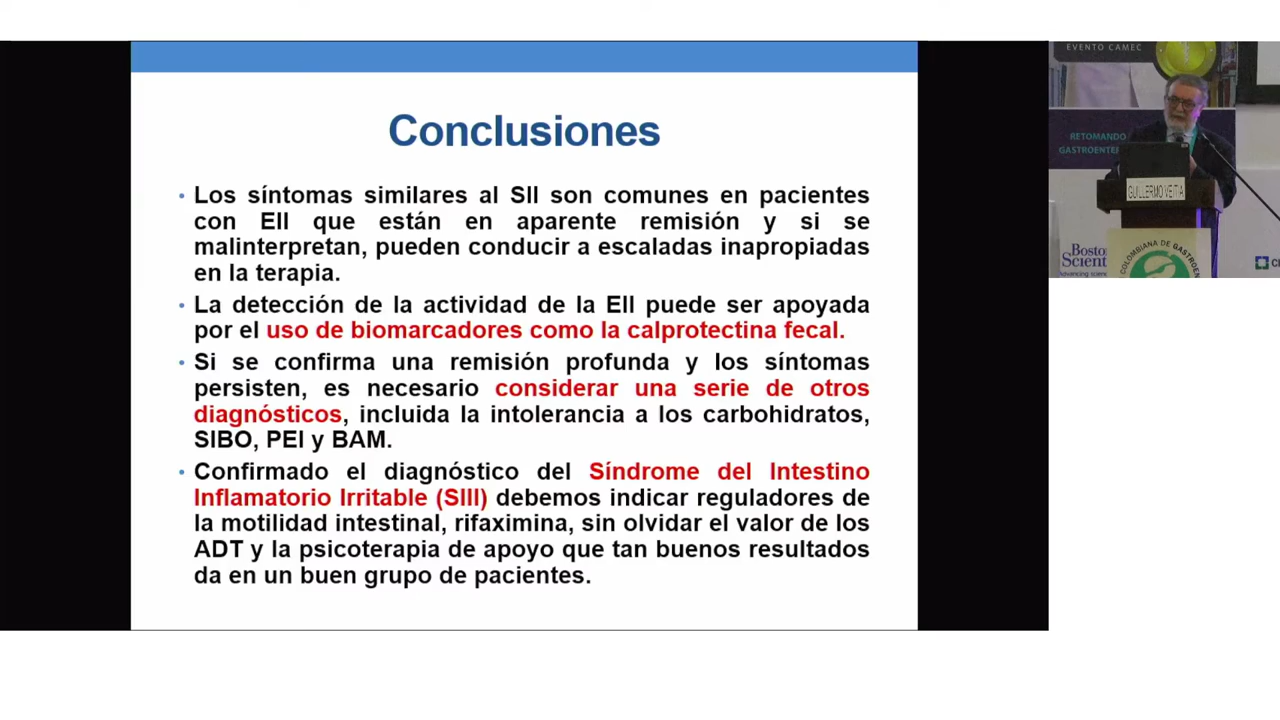 Conclusiones
• Los síntomas similares al SII son comunes en pacientes
con EII que están en aparente remisión y si se
malinterpretan, pueden conducir a escaladas inapropiadas
en la terapia.
• La detección de la actividad de la EII puede ser apoyada
por el uso de biomarcadores como la calprotectina fecal.
• Si se confirma una remisión profunda y los síntomas
persisten, es necesario considerar una serie de otros
diagnósticos, incluida la intolerancia a los carbohidratos,
SIBO, PEI y BAM.
• Confirmado el diagnóstico del Síndrome del Intestino
Inflamatorio Irritable (SIII) debemos indicar reguladores de
la motilidad intestinal, rifaximina, sin olvidar el valor de los
ADT y la psicoterapia de apoyo que tan buenos resultados
da en un buen grupo de pacientes.
EVENTO CAMEC
RETOMANDO
GASTROENTE
GUILLERMO VEITIA
Boston
Scient
COLOMBIANA DE GASTROE